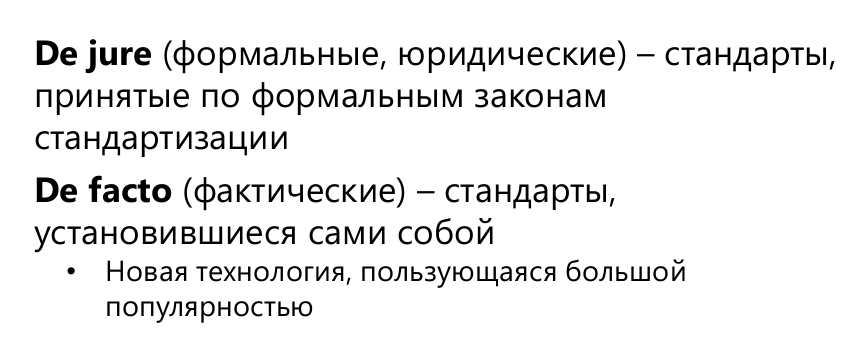 De jure (формальные, юридические) – стандарты,
принятые по формальным законам
стандартизации
De facto (фактические) – стандарты,
установившиеся сами собой
• Новая технология, пользующаяся большой
популярностью